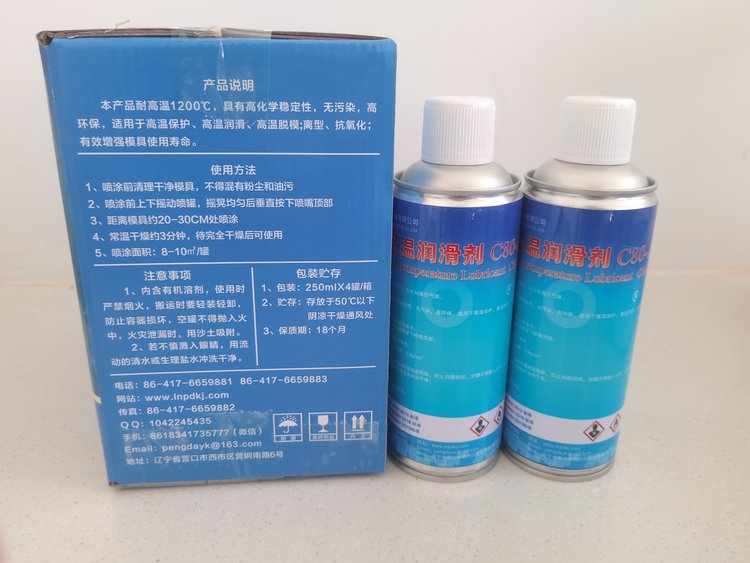 产品说明
本产品耐高温1200℃，具有高化学稳定性，无污染，高
环保，适用于高温保护、高温润滑、高温脱模;离型、抗氧化；
有效增强模具使用寿命。
使用方法
1、喷涂前清理干净模具，不得混有粉尘和油污
2、喷涂前上下摇动喷罐，摇晃均匀后垂直按下喷嘴顶部
3、距离模具约20-30CM处喷涂
4、常温干燥约3分钟，待完全干燥后可使用
5、喷涂面积：8-10㎡/罐
注意事项
1、内含有机溶剂，使用时
严禁烟火，搬运时要轻装轻卸，
防止容器损坏，空罐不得抛入火
中，火灾泄漏时，用沙土吸附。
2、若不慎溅入眼睛，用流
动的清水或生理盐水冲洗干净。
包装贮存
1、包装：250mlX4罐/箱
2、贮存：存放于50℃以下
阴凉干燥通风处
3、保质期：18个月
电话：86-417-6659881 86-417-6659883
网站：www.lnpdkj.com
传真：86-417-6659882
QQ：1042245435
手机：8618341735777（微信）
Email: pengdayk@163.com
地址：辽宁省营口市西市区营钢南路6号
有限公司
高温润滑剂 C80-
Temperature Lubricant C
有限公司
温润滑剂 C80-
Temperature Lubricant C